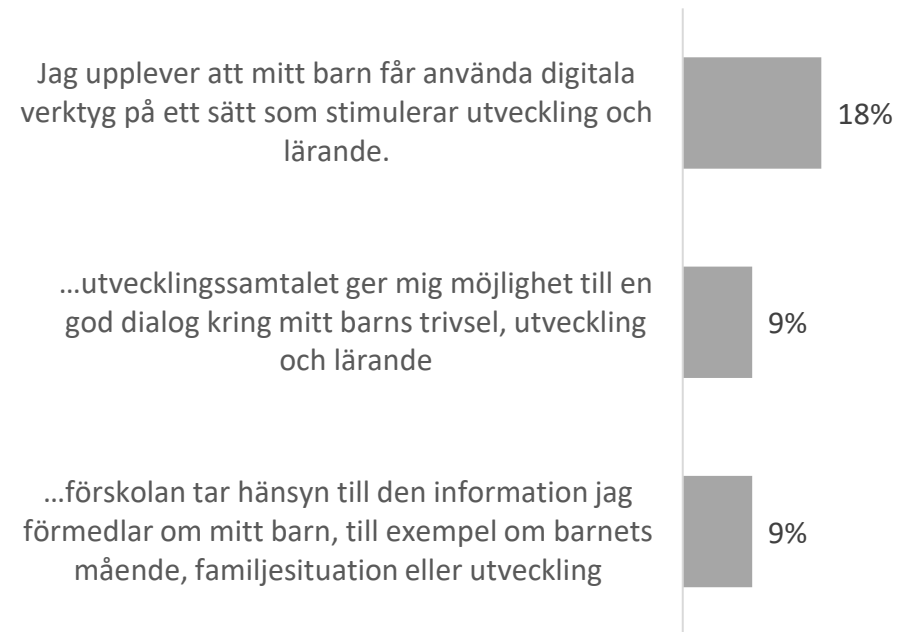 Jag upplever att mitt barn får använda digitala
verktyg på ett sätt som stimulerar utveckling och
lärande.
18%
...utvecklingssamtalet ger mig möjlighet till en
god dialog kring mitt barns trivsel, utveckling
och lärande
9%
...förskolan tar hänsyn till den information jag
förmedlar om mitt barn, till exempel om barnets
mående, familjesituation eller utveckling
9%